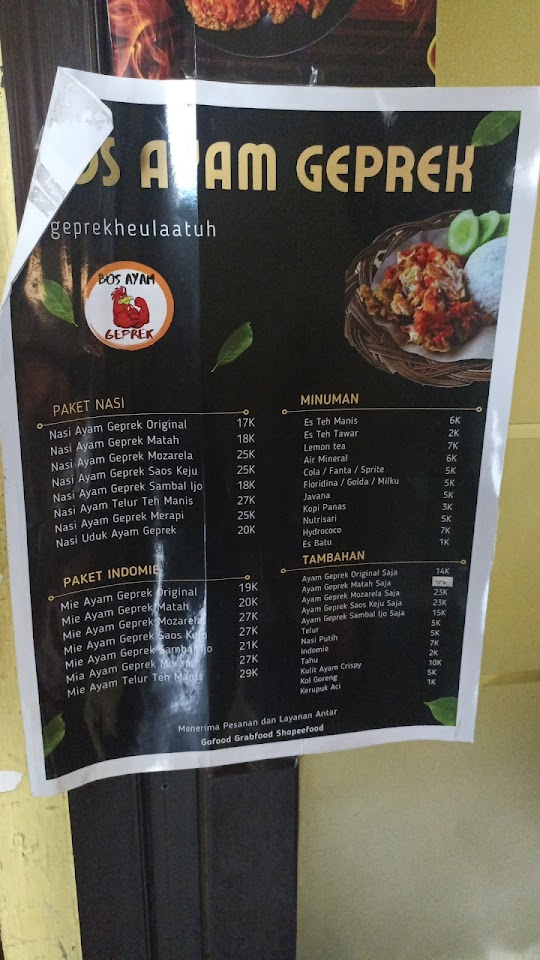 BOS AYAM GEPREK
geprekheulaatuh
BOS AYAM
GEPREK
PAKET NASI
Nasi Ayam Geprek Original 17K
Nasi Ayam Geprek Matah 18K
Nasi Ayam Geprek Mozarela 25K
Nasi Ayam Geprek Saos Keju 25K
Nasi Ayam Geprek Sambal Ijo 18K
Nasi Ayam Telur Teh Manis 27K
Nasi Ayam Geprek Merapi 25K
Nasi Uduk Ayam Geprek 20K
PAKET INDOMIE
Mie Ayam Geprek Original 19K
Mie Ayam Geprek Matah 20K
Mie Ayam Geprek Mozarela 27K
Mie Ayam Geprek Saos Keju 27K
Mie Ayam Geprek Sambal Ijo 21K
Mia Ayam Geprek Merapi 27K
Mie Ayam Telur Teh Manis 29K
MINUMAN
Es Teh Manis 6K
Es Teh Tawar 2K
Lemon tea 7K
Air Mineral 6K
Cola / Fanta / Sprite 5K
Floridina / Golda / Milku 5K
Javana 5K
Kopi Panas 3K
Nutrisari 5K
Hydrococo 7K
Es Batu 1K
TAMBAHAN
Ayam Geprek Original Saja 14K
Ayam Geprek Matah Saja
Ayam Geprek Mozarela Saja 23K
Ayam Geprek Saos Keju Saja 23K
Ayam Geprek Sambal Ijo Saja 15K
Telur 5K
Nasi Putih 5K
Indomie 7K
Tahu 2K
Kulit Ayam Crispy 10K
Kol Goreng 5K
Kerupuk Aci 1K
Menerima Pesanan dan Layanan Antar
Gofood Grabfood Shopeefood